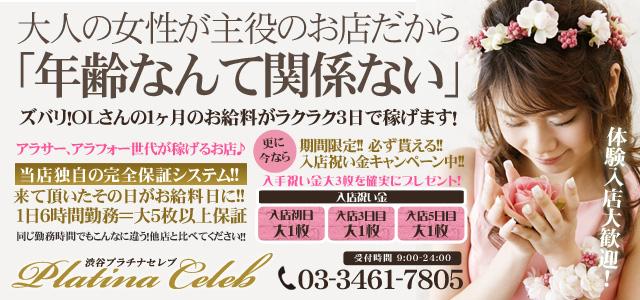 大人の女性が主役のお店だから
「年齢なんて関係ない」
ズバリ!OLさんの1ヶ月のお給料がラクラク3日で稼げます!
アラサー、アラフォー世代が稼げるお店♪
当店独自の完全保証システム!!
来て頂いたその日がお給料日に!!
1日6時間勤務=大5枚以上保証
同じ勤務時間でもこんなに違う!他店と比べてください!!
更に
今なら
期間限定!! 必ず貰える!!
入店祝い金キャンペーン中!!
入手祝い金大3枚を確実にプレゼント!
入店祝い金
入店初日
大1枚
入店3日目
大1枚
入店5日目
大1枚
体験入店大歓迎!
渋谷プラチナセレブ
Platina Celeb
受付時間 9:00-24:00
03-3461-7805